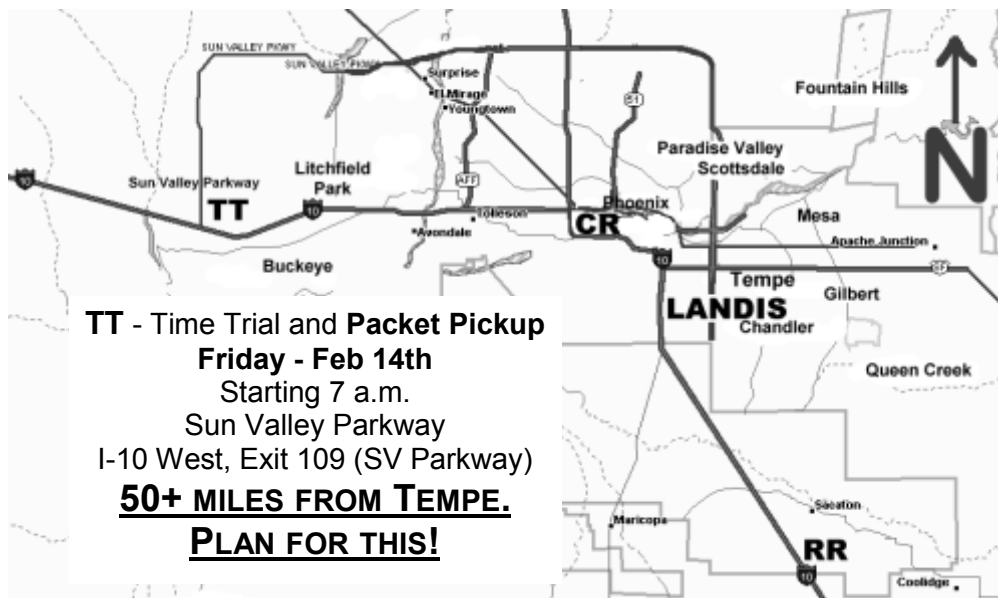 SUN VALLEY PKWY
SUN VALLEY PKWY
Surprise
ELMirage
Youngtown
51
Fountain Hills
Paradise Valley
Scottsdale
N
10
Sun Valley Parkway
TT
Litchfield
Park
10
AFF
Tolleson
Avondale
Phoenix
CR
Mesa
Apache Junction
Buckeye
10
Tempe
Gilbert
LANDIS
Chandler
Queen Creek
TT - Time Trial and Packet Pickup
Friday - Feb 14th
Starting 7 a.m.
Sun Valley Parkway
I-10 West, Exit 109 (SV Parkway)
50+ MILES FROM TEMPE.
PLAN FOR THIS!
Maricopa
Sacaton
RR
10
Coolidge